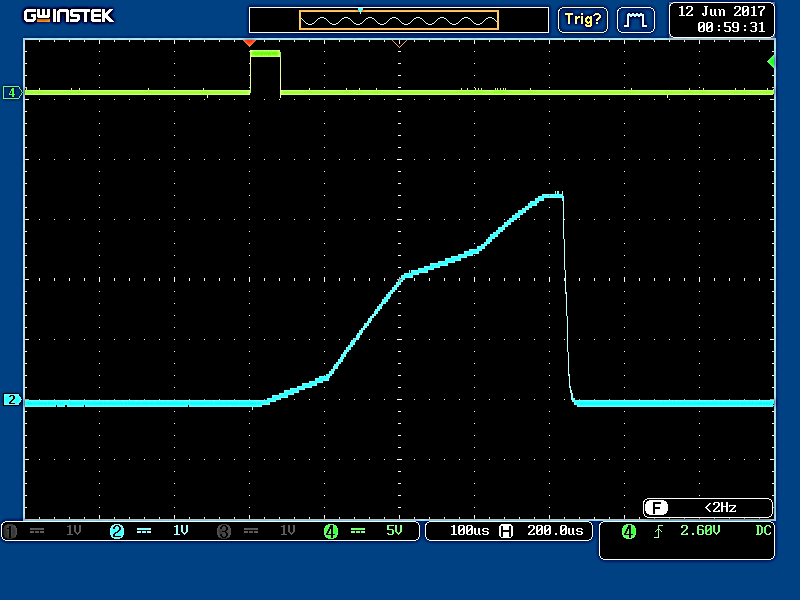 GWINSTEK
Trig?
12 Jun 2017
00:59:31
4
2
F <2Hz
1 1V 2 1V 3 1V 4 5V
100us H 200.0us
4 2.60V DC